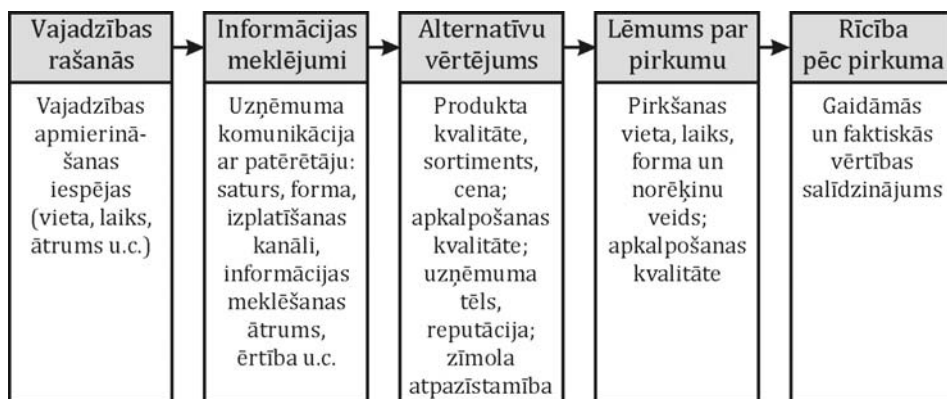 Vajadzības
rašanās
Vajadzības
apmierinā-
šanas
iespējas
(vieta, laiks,
ātrums u.c.)
Informācijas
meklējumi
Uzņēmuma
komunikācija
ar patērētāju:
saturs, forma,
izplatīšanas
kanāli,
informācijas
meklēšanas
ātrums,
ērtība u.c.
Alternatīvu
vērtējums
Produkta
kvalitāte,
sortiments,
cena;
apkalpošanas
kvalitāte;
uzņēmuma
tēls,
reputācija;
zīmola
atpazīstamība
Lēmums par
pirkumu
Pirkšanas
vieta, laiks,
forma un
norēķinu
veids;
apkalpošanas
kvalitāte
Rīcība
pēc pirkuma
Gaidāmās
un faktiskās
vērtības
salīdzinājums